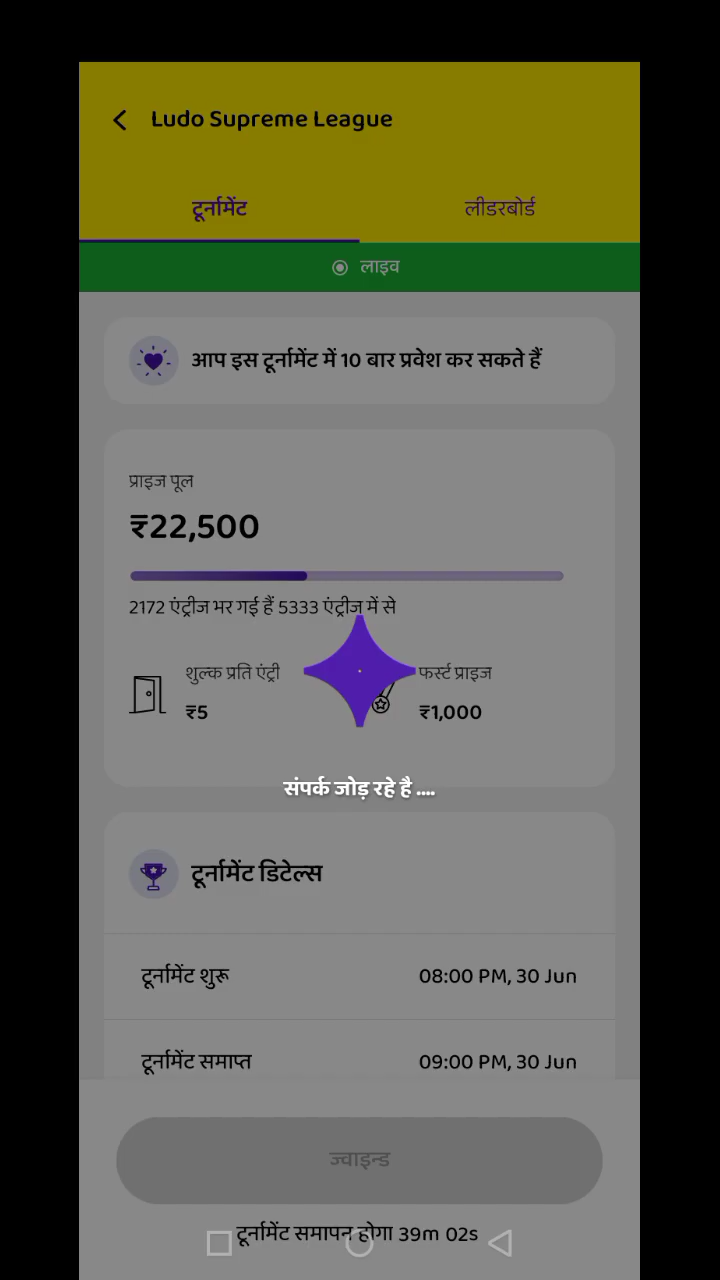 Ludo Supreme League
टूर्नामेंट
लीडरबोर्ड
लाइव
आप इस टूर्नामेंट में 10 बार प्रवेश कर सकते हैं
प्राइज पूल
₹22,500
2172 एंट्रीज भर गई हैं 5333 एंट्रीज में से
शुल्क प्रति एंट्री
फर्स्ट प्राइज
₹5
₹1,000
संपर्क जोड़ रहे है ....
टूर्नामेंट डिटेल्स
टूर्नामेंट शुरू
08:00 PM, 30 Jun
टूर्नामेंट समाप्त
09:00 PM, 30 Jun
ज्वाइन्ड
टूर्नामेंट समापन होगा 39m 02s